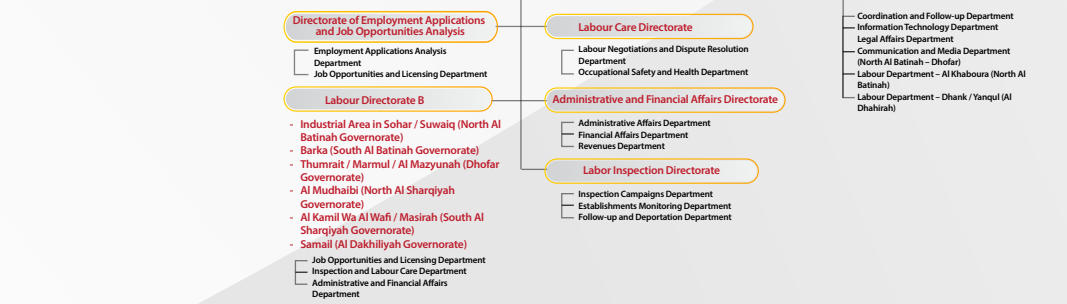 Directorate of Employment Applications
and Job Opportunities Analysis
Employment Applications Analysis
Department
Job Opportunities and Licensing Department
Labour Directorate B
- Industrial Area in Sohar / Suwaiq (North Al
Batinah Governorate)
- Barka (South Al Batinah Governorate)
- Thumrait / Marmul / Al Mazyunah (Dhofar
Governorate)
- Al Mudhaibi (North Al Sharqiyah
Governorate)
- Al Kamil Wa Al Wafi / Masirah (South Al
Sharqiyah Governorate)
- Samail (Al Dakhiliyah Governorate)
Job Opportunities and Licensing Department
Inspection and Labour Care Department
Administrative and Financial Affairs
Department
Labour Care Directorate
Labour Negotiations and Dispute Resolution
Department
Occupational Safety and Health Department
Administrative and Financial Affairs Directorate
Administrative Affairs Department
Financial Affairs Department
Revenues Department
Labor Inspection Directorate
Inspection Campaigns Department
Establishments Monitoring Department
Follow-up and Deportation Department
Coordination and Follow-up Department
Information Technology Department
Legal Affairs Department
Communication and Media Department
(North Al Batinah – Dhofar)
Labour Department – Al Khaboura (North Al
Batinah)
Labour Department – Dhank / Yanqul (Al
Dhahirah)